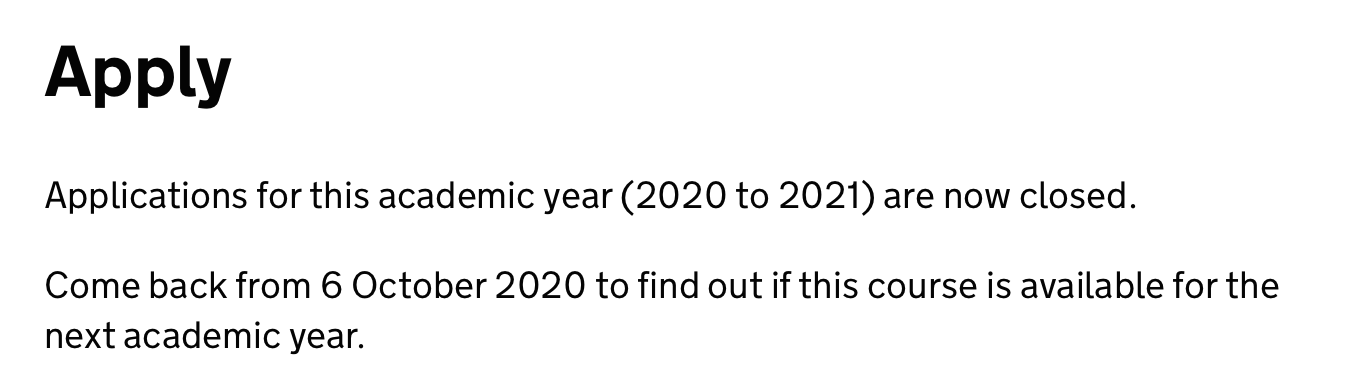 Apply
Applications for this academic year (2020 to 2021) are now closed.
Come back from 6 October 2020 to find out if this course is available for the
next academic year.